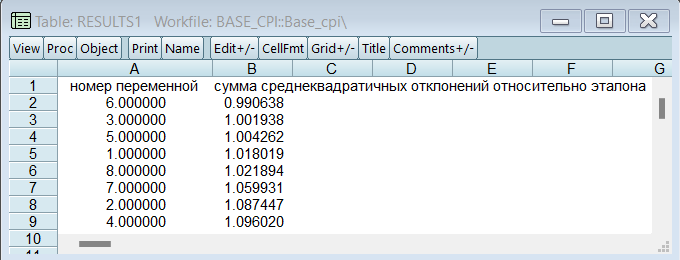 Table: RESULTS1 Workfile: BASE_CPI::Base_cpi\
View Proc Object Print Name Edit+/- CellFmt Grid+/- Title Comments+/-
A B C D E F G
1 номер переменной сумма среднеквадратичных отклонений относительно эталона
2 6.000000 0.990638
3 3.000000 1.001938
4 5.000000 1.004262
5 1.000000 1.018019
6 8.000000 1.021894
7 7.000000 1.059931
8 2.000000 1.087447
9 4.000000 1.096020
10
11